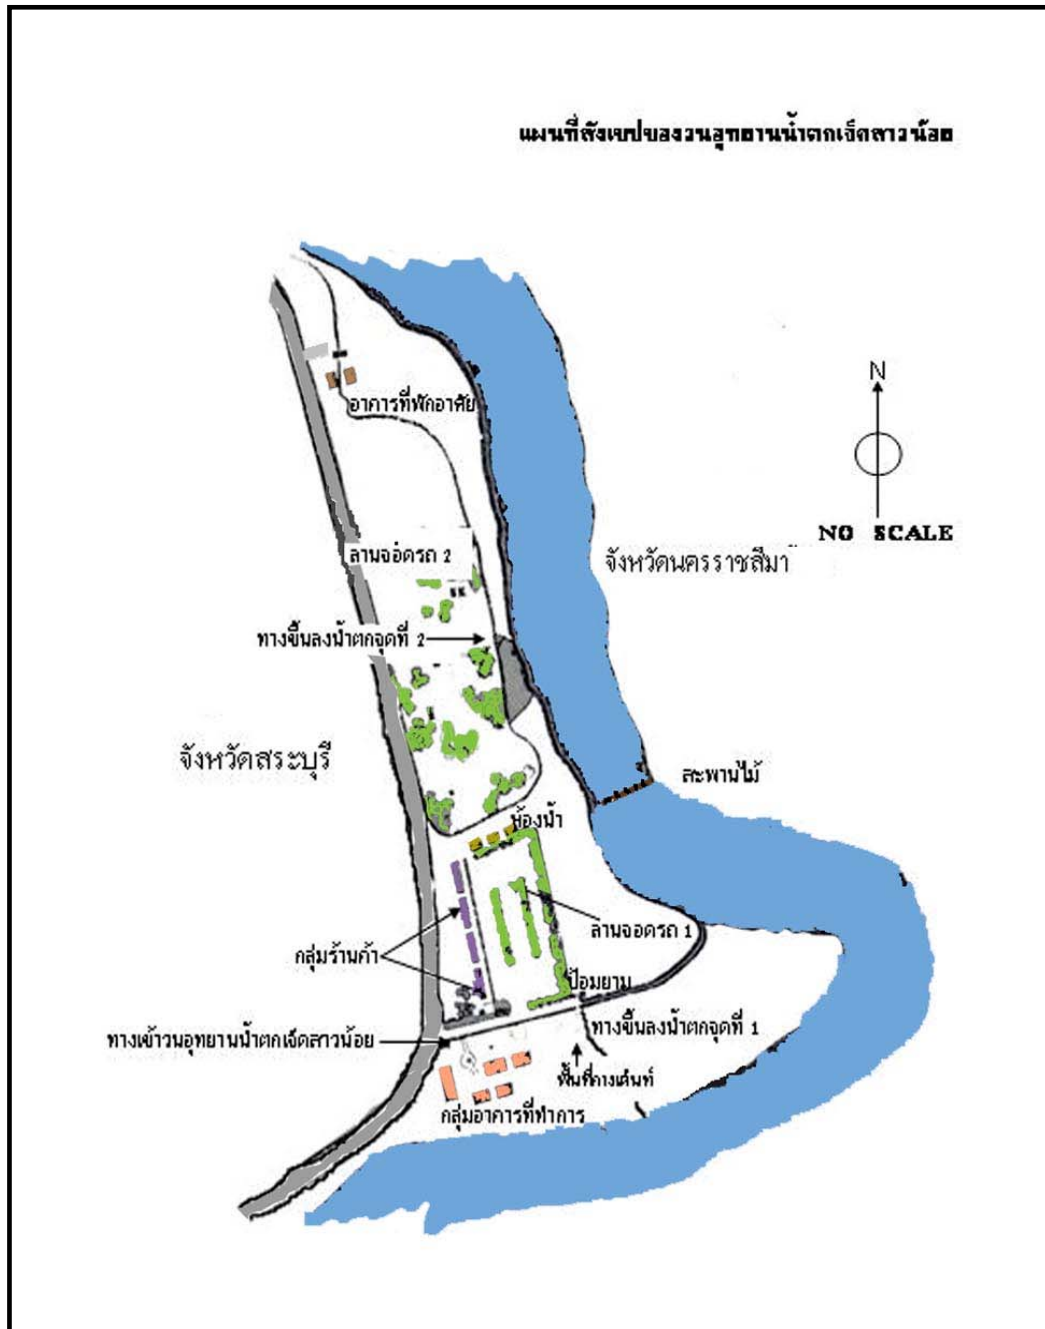 แผนที่สังเขปของวนอุทยานน้ำตกเจ็ดสาวน้อย
N
NO SCALE
อาคารที่พักอาศัย
ลานจอดรถ 2
จังหวัดนครราชสีมา
ทางขึ้นลงน้ำตกจุดที่ 2
จังหวัดสระบุรี
สะพานไม้
ห้องน้ำ
ลานจอดรถ 1
กลุ่มร้านค้า
ป้อมยาม
ทางขึ้นลงน้ำตกจุดที่ 1
ทางเข้าวนอุทยานน้ำตกเจ็ดสาวน้อย
พื้นที่กางเต็นท์
กลุ่มอาคารที่ทำการ